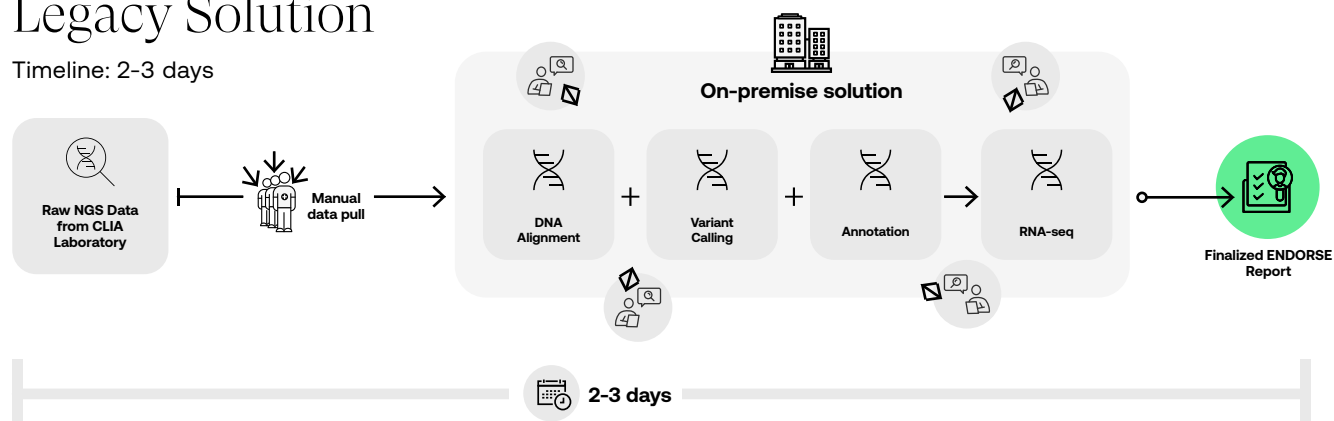 Legacy Solution
Timeline: 2-3 days
On-premise solution
Raw NGS Data
from CLIA
Laboratory
Manual
data pull
DNA
Alignment
Variant
Calling
Annotation
RNA-seq
Finalized ENDORSE
Report
2-3 days